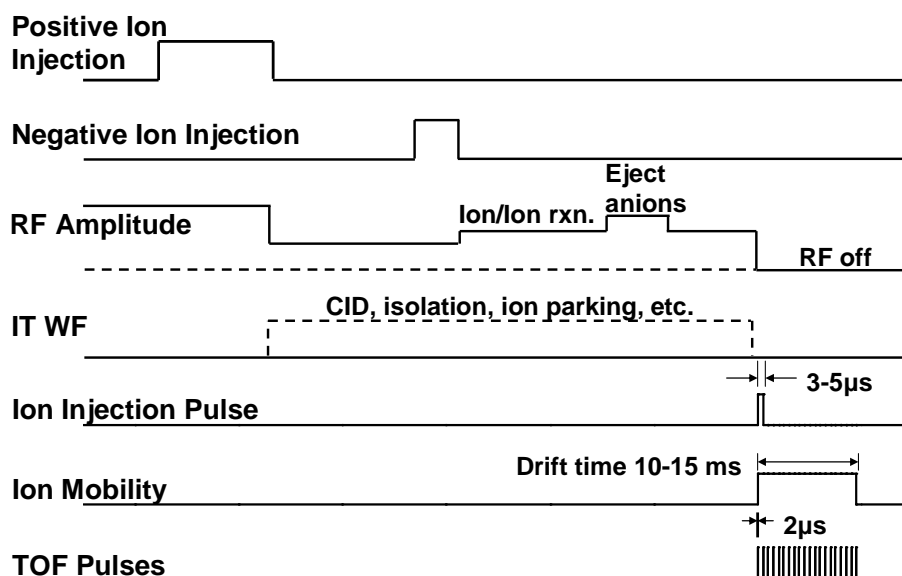 Positive Ion
Injection
Negative Ion Injection
Eject
anions
Ion/Ion rxn.
RF Amplitude
RF off
CID, isolation, ion parking, etc.
IT WF
3-5µs
Ion Injection Pulse
Drift time 10-15 ms
Ion Mobility
2µs
TOF Pulses